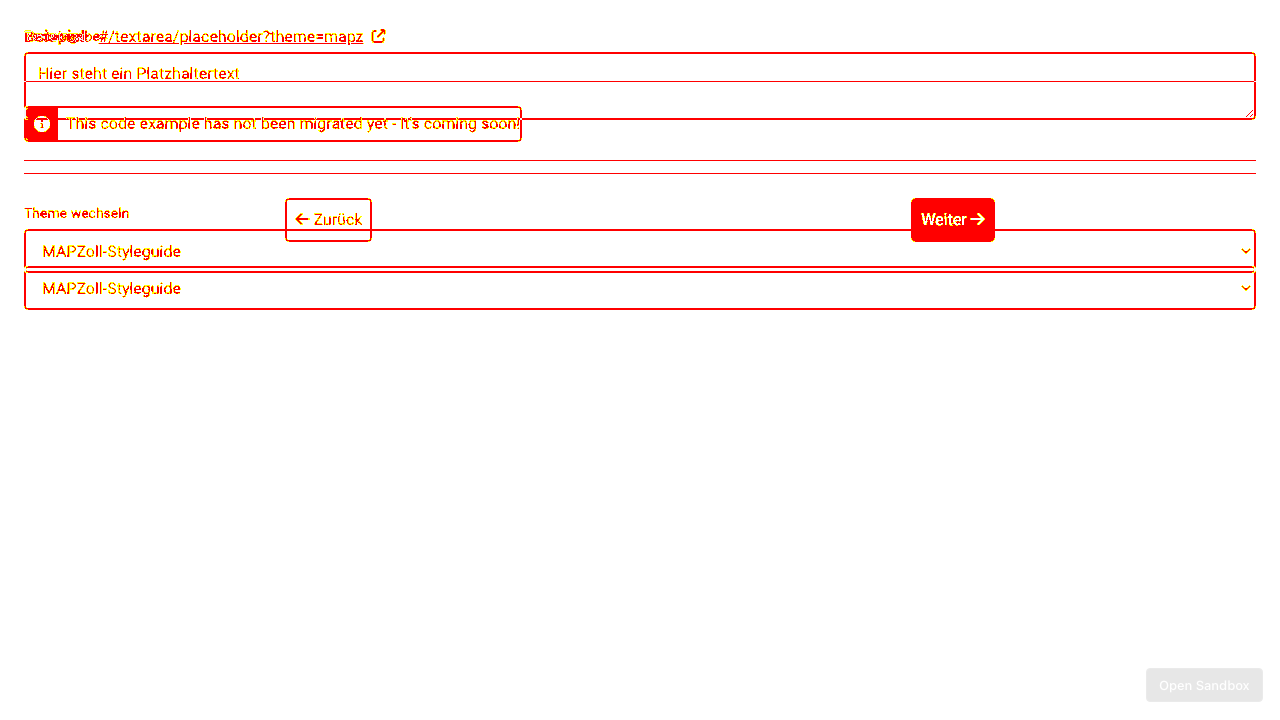 #/textarea/placeholder?theme=mapz
Hier steht ein Platzhaltertext
This code example has not been migrated yet - It's coming soon!
Theme wechseln
Zurück
Weiter
MAPZoll-Styleguide
MAPZoll-Styleguide
Open Sandbox